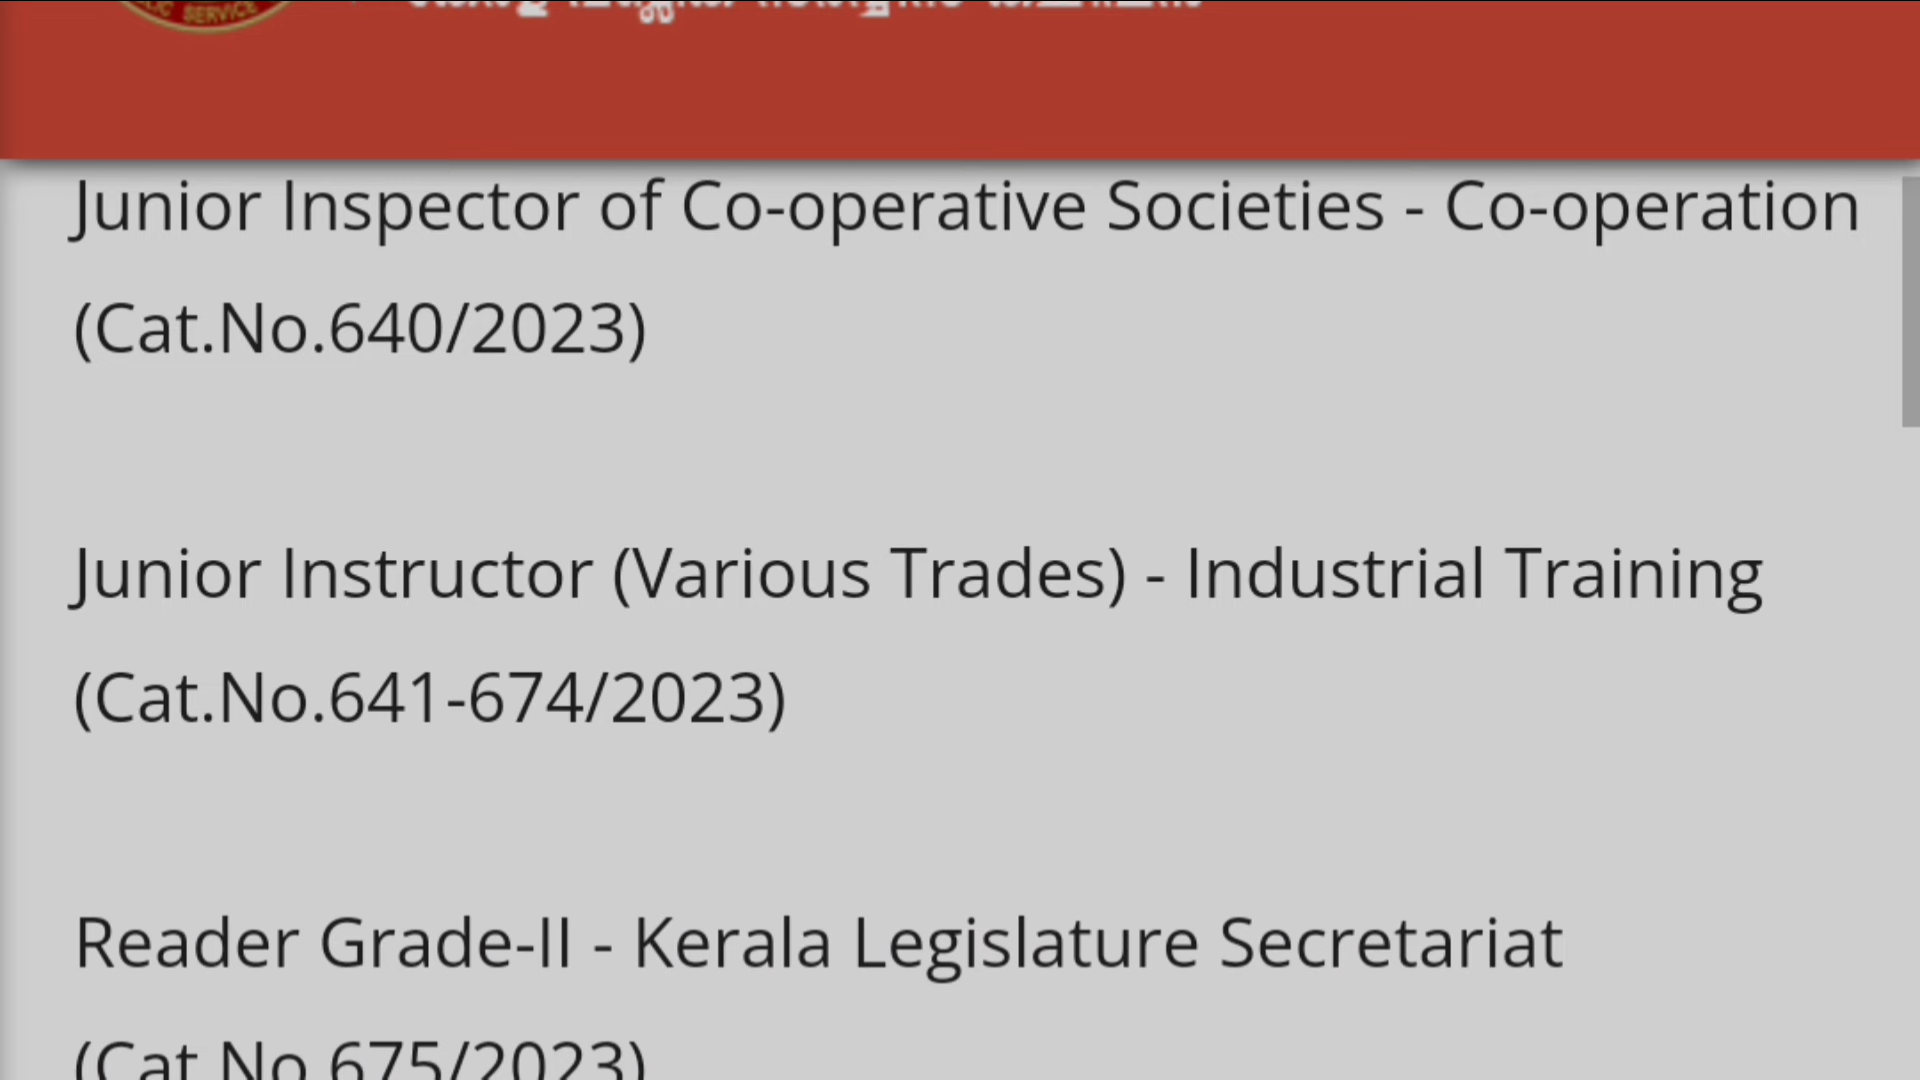 SERVICE
Junior Inspector of Co-operative Societies - Co-operation
(Cat.No.640/2023)
Junior Instructor (Various Trades) - Industrial Training
(Cat.No.641-674/2023)
Reader Grade-II - Kerala Legislature Secretariat
(Cat.No.675/2023)